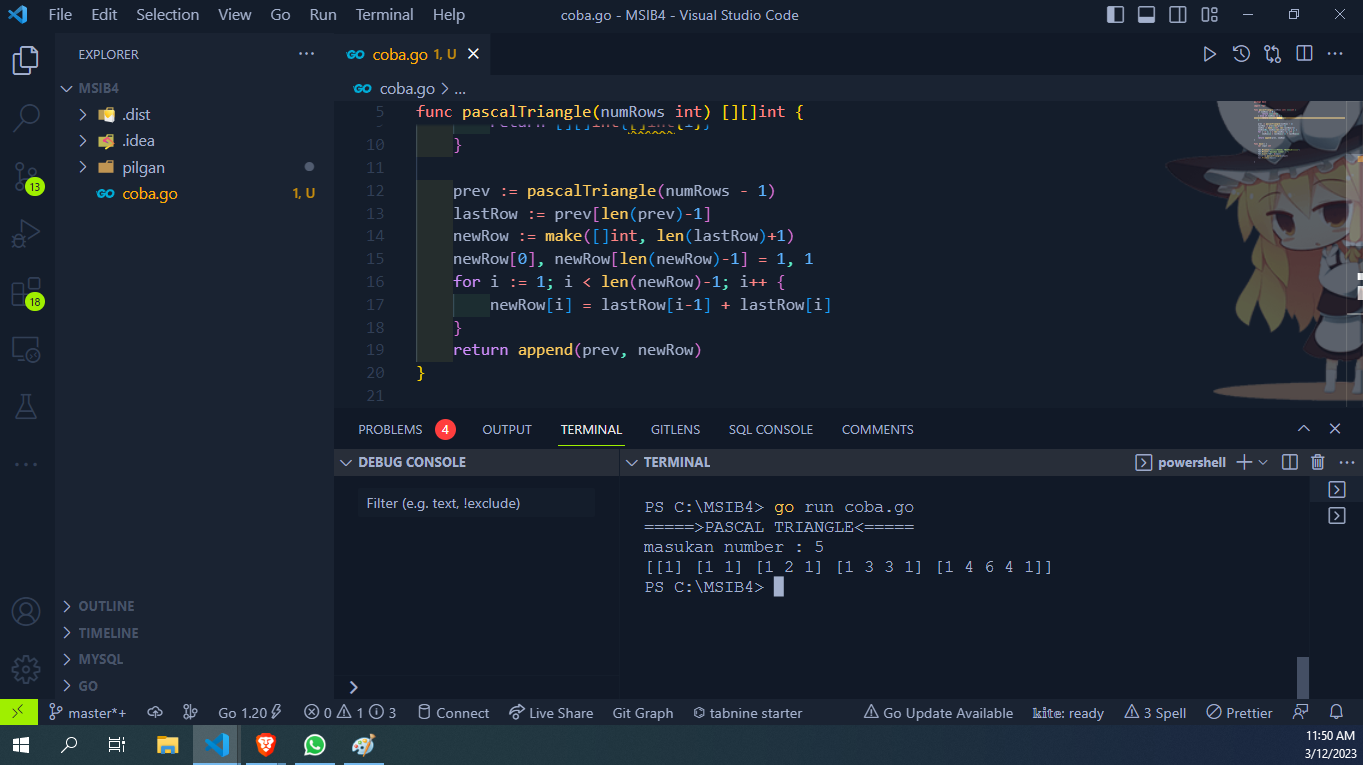 File Edit Selection View Go Run Terminal Help
coba.go - MSIB4 - Visual Studio Code
EXPLORER
MSIB4
.dist
.idea
pilgan
coba.go 1, U
13
18
OUTLINE
TIMELINE
MYSQL
GO
GO coba.go 1, U
GO coba.go > ...
5 func pascalTriangle(numRows int) [][]int {
return [][]int{[]int{1}}
10 }
11
12 prev := pascalTriangle(numRows - 1)
13 lastRow := prev[len(prev)-1]
14 newRow := make([]int, len(lastRow)+1)
15 newRow[0], newRow[len(newRow)-1] = 1, 1
16 for i := 1; i < len(newRow)-1; i++ {
17 newRow[i] = lastRow[i-1] + lastRow[i]
18 }
19 return append(prev, newRow)
20 }
21
PROBLEMS 4 OUTPUT TERMINAL GITLENS SQL CONSOLE COMMENTS
DEBUG CONSOLE
Filter (e.g. text, !exclude)
TERMINAL
powershell
PS C:\MSIB4> go run coba.go
=====>PASCAL TRIANGLE<=====
masukan number : 5
[[1] [1 1] [1 2 1] [1 3 3 1] [1 4 6 4 1]]
PS C:\MSIB4>
master*+ Go 1.20 0 1 3 Connect Live Share Git Graph tabnine starter Go Update Available kite: ready 3 Spell Prettier
11:50 AM
3/12/2023